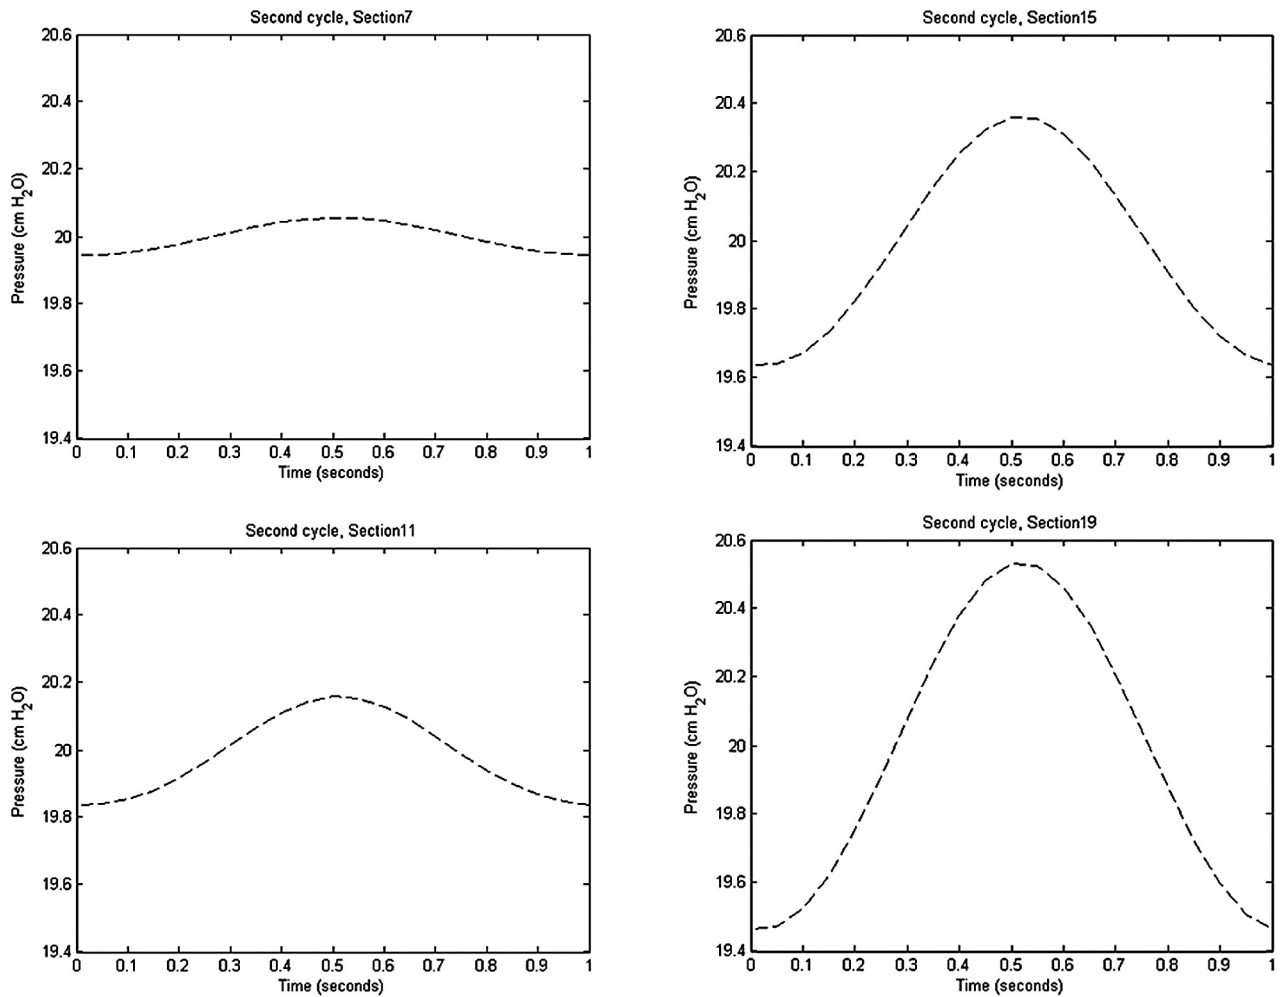 Second cycle, Section7
20.6
20.4
20.2
20
19.8
19.6
19.4
Pressure (cm H2O)
0 0.1 0.2 0.3 0.4 0.5 0.6 0.7 0.8 0.9 1
Time (seconds)
Second cycle, Section15
20.6
20.4
20.2
20
19.8
19.6
19.4
Pressure (cm H2O)
0 0.1 0.2 0.3 0.4 0.5 0.6 0.7 0.8 0.9 1
Time (seconds)
Second cycle, Section11
20.6
20.4
20.2
20
19.8
19.6
19.4
Pressure (cm H2O)
0 0.1 0.2 0.3 0.4 0.5 0.6 0.7 0.8 0.9 1
Time (seconds)
Second cycle, Section19
20.6
20.4
20.2
20
19.8
19.6
19.4
Pressure (cm H2O)
0 0.1 0.2 0.3 0.4 0.5 0.6 0.7 0.8 0.9 1
Time (seconds)